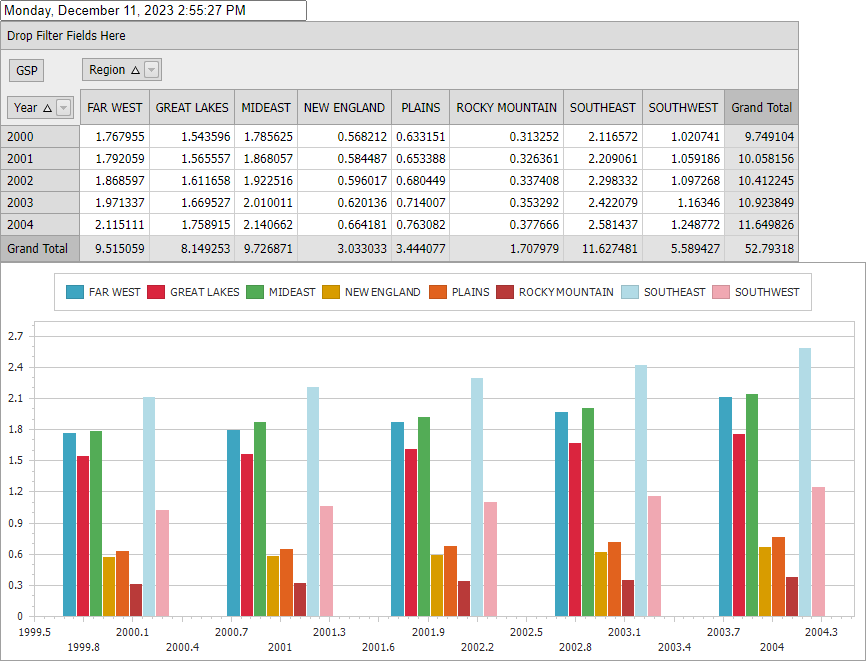 Monday, December 11, 2023 2:55:27 PM
Drop Filter Fields Here
GSP Region
Year FAR WEST GREAT LAKES MIDEAST NEW ENGLAND PLAINS ROCKY MOUNTAIN SOUTHEAST SOUTHWEST Grand Total
2000 1.767955 1.543596 1.785625 0.568212 0.633151 0.313252 2.116572 1.020741 9.749104
2001 1.792059 1.565557 1.868057 0.584487 0.653388 0.326361 2.209061 1.059186 10.058156
2002 1.868597 1.611658 1.922516 0.596017 0.680449 0.337408 2.298332 1.097268 10.412245
2003 1.971337 1.669527 2.010011 0.620136 0.714007 0.353292 2.422079 1.16346 10.923849
2004 2.115111 1.758915 2.140662 0.664181 0.763082 0.377666 2.581437 1.248772 11.649826
Grand Total 9.515059 8.149253 9.726871 3.033033 3.444077 1.707979 11.627481 5.589427 52.79318
FAR WEST GREAT LAKES MIDEAST NEW ENGLAND PLAINS ROCKY MOUNTAIN SOUTHEAST SOUTHWEST
2.7
2.4
2.1
1.8
1.5
1.2
0.9
0.6
0.3
0
1999.5 2000.1 2000.7 2001.3 2001.9 2002.5 2003.1 2003.7 2004.3
1999.8 2000.4 2001 2001.6 2002.2 2002.8 2003.4 2004